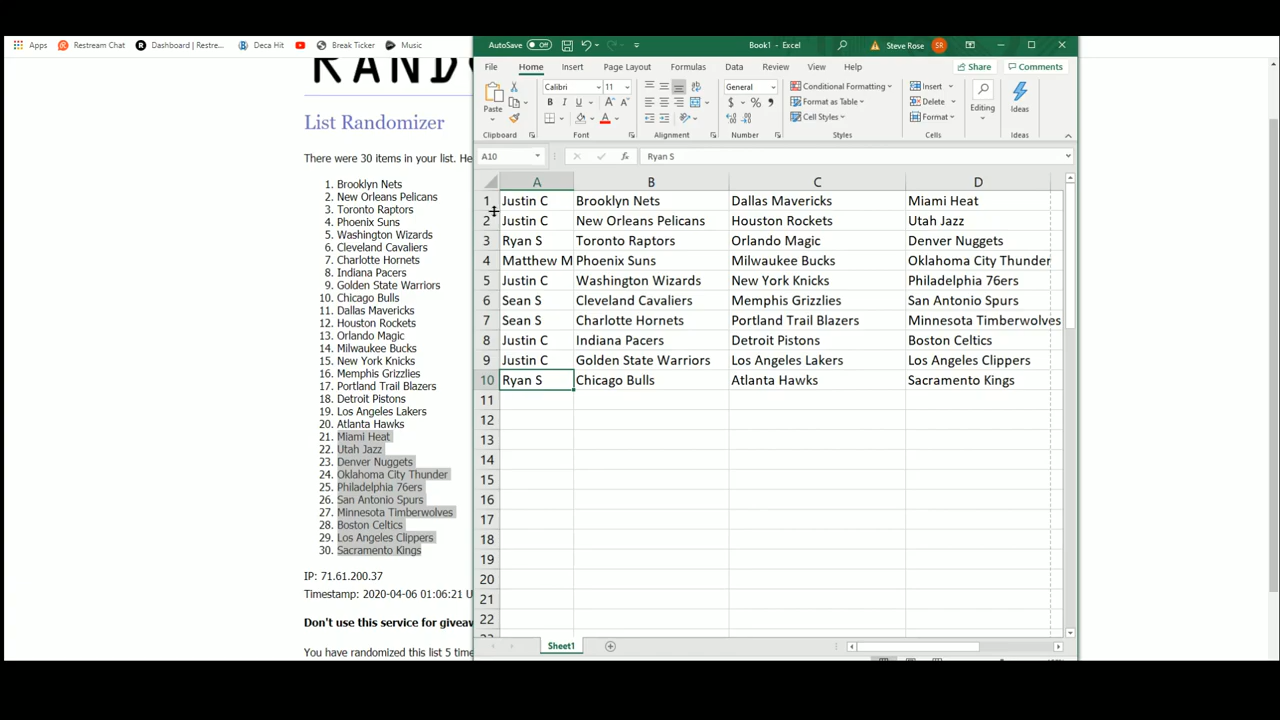 Apps Restream Chat Dashboard | Restre... Deca Hit Break Ticker Music
AutoSave Off Book1 - Excel Steve Rose SR
File Home Insert Page Layout Formulas Data Review View Help Share Comments
Paste Calibri 11 General Conditional Formatting Insert Editing Ideas
B I U A A $ % Format as Table Delete
Cell Styles Format
Clipboard Font Alignment Number Styles Cells Ideas
A10 fx Ryan S
A B C D
1 Justin C Brooklyn Nets Dallas Mavericks Miami Heat
2 Justin C New Orleans Pelicans Houston Rockets Utah Jazz
3 Ryan S Toronto Raptors Orlando Magic Denver Nuggets
4 Matthew M Phoenix Suns Milwaukee Bucks Oklahoma City Thunder
5 Justin C Washington Wizards New York Knicks Philadelphia 76ers
6 Sean S Cleveland Cavaliers Memphis Grizzlies San Antonio Spurs
7 Sean S Charlotte Hornets Portland Trail Blazers Minnesota Timberwolves
8 Justin C Indiana Pacers Detroit Pistons Boston Celtics
9 Justin C Golden State Warriors Los Angeles Lakers Los Angeles Clippers
10 Ryan S Chicago Bulls Atlanta Hawks Sacramento Kings
11
12
13
14
15
16
17
18
19
20
21
22
Sheet1
RAND
List Randomizer
There were 30 items in your list. He
1. Brooklyn Nets
2. New Orleans Pelicans
3. Toronto Raptors
4. Phoenix Suns
5. Washington Wizards
6. Cleveland Cavaliers
7. Charlotte Hornets
8. Indiana Pacers
9. Golden State Warriors
10. Chicago Bulls
11. Dallas Mavericks
12. Houston Rockets
13. Orlando Magic
14. Milwaukee Bucks
15. New York Knicks
16. Memphis Grizzlies
17. Portland Trail Blazers
18. Detroit Pistons
19. Los Angeles Lakers
20. Atlanta Hawks
21. Miami Heat
22. Utah Jazz
23. Denver Nuggets
24. Oklahoma City Thunder
25. Philadelphia 76ers
26. San Antonio Spurs
27. Minnesota Timberwolves
28. Boston Celtics
29. Los Angeles Clippers
30. Sacramento Kings
IP: 71.61.200.37
Timestamp: 2020-04-06 01:06:21 U
Don't use this service for giveaw
You have randomized this list 5 time